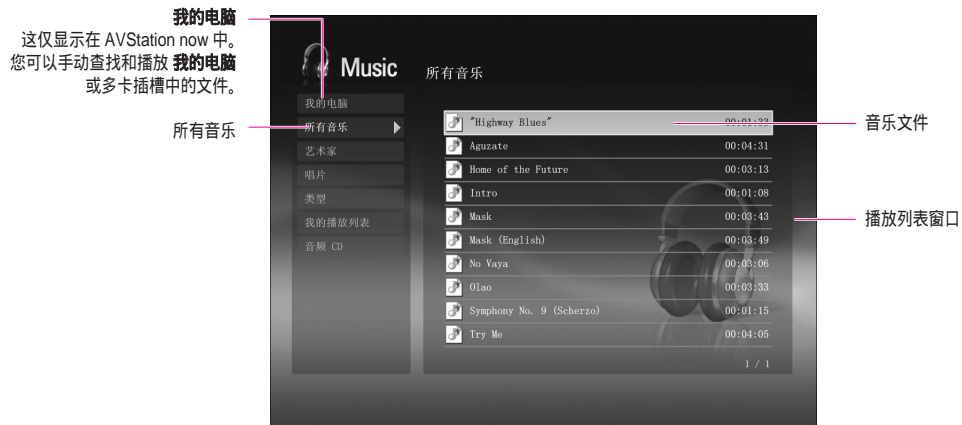 我的电脑
这仅显示在 AVStation now 中。
您可以手动查找和播放 我的电脑
或多卡插槽中的文件。
所有音乐
Music
所有音乐
我的电脑
所有音乐
艺术家
唱片
类型
我的播放列表
音频 CD
"Highway Blues" 00:01:33
Aguzate 00:04:31
Home of the Future 00:03:13
Intro 00:01:08
Mask 00:03:43
Mask (English) 00:03:49
No Vaya 00:03:06
Olao 00:03:33
Symphony No. 9 (Scherzo) 00:01:15
Try Me 00:04:05
1 / 1
音乐文件
播放列表窗口